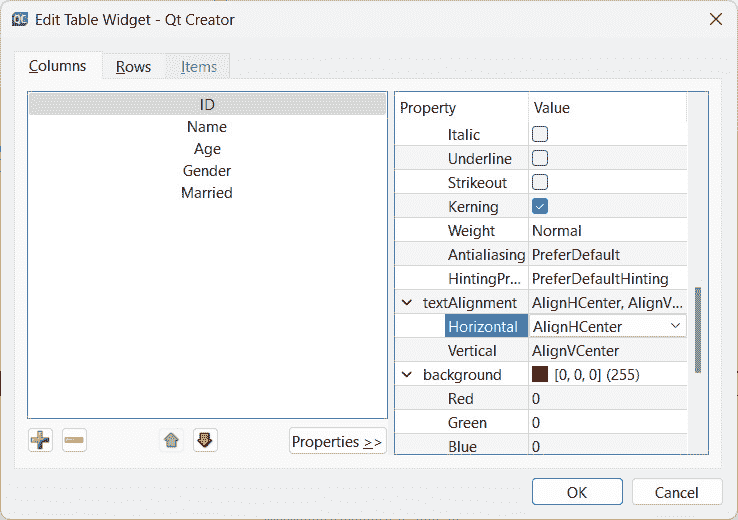 QC Edit Table Widget - Qt Creator
Columns Rows Items
ID
Name
Age
Gender
Married
Properties >>
Property Value
Italic
Underline
Strikeout
Kerning
Weight Normal
Antialiasing PreferDefault
HintingPr... PreferDefaultHinting
textAlignment AlignHCenter, AlignV...
Horizontal AlignHCenter
Vertical AlignVCenter
background [0, 0, 0] (255)
Red 0
Green 0
Blue 0
OK Cancel